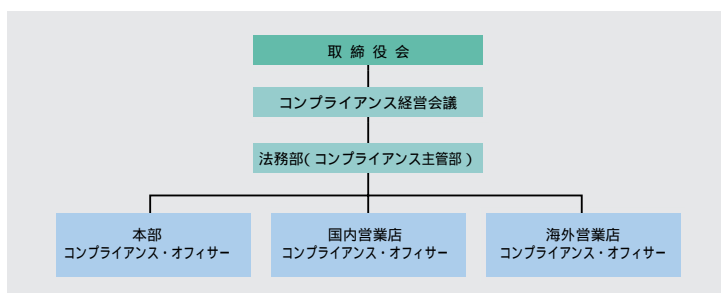 取締役会
コンプライアンス経営会議
法務部(コンプライアンス主管部)
本部
コンプライアンス・オフィサー
国内営業店
コンプライアンス・オフィサー
海外営業店
コンプライアンス・オフィサー